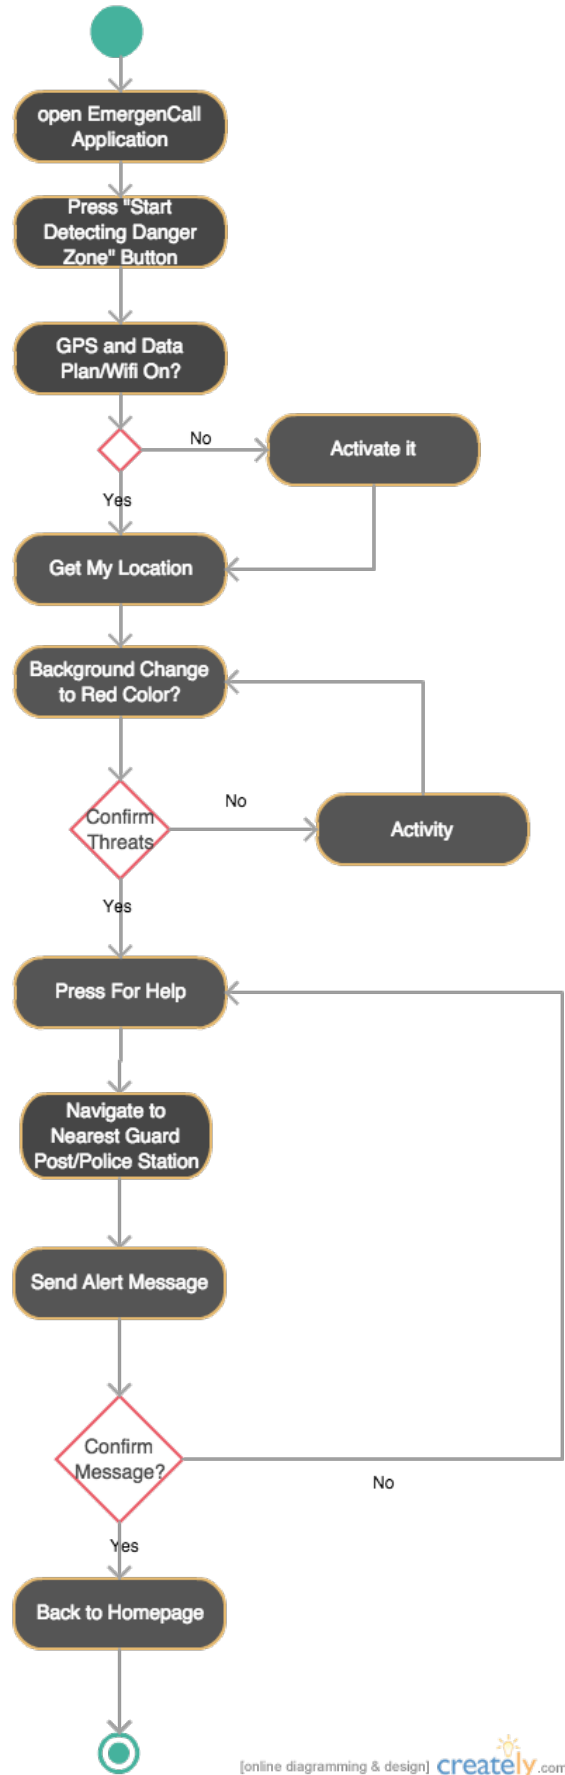 open EmergenCall
Application
Press "Start
Detecting Danger
Zone" Button
GPS and Data
Plan/Wifi On?
No
Activate it
Yes
Get My Location
Background Change
to Red Color?
Confirm
Threats
No
Activity
Yes
Press For Help
Navigate to
Nearest Guard
Post/Police Station
Send Alert Message
Confirm
Message?
No
Yes
Back to Homepage
[online diagramming & design] creately.com